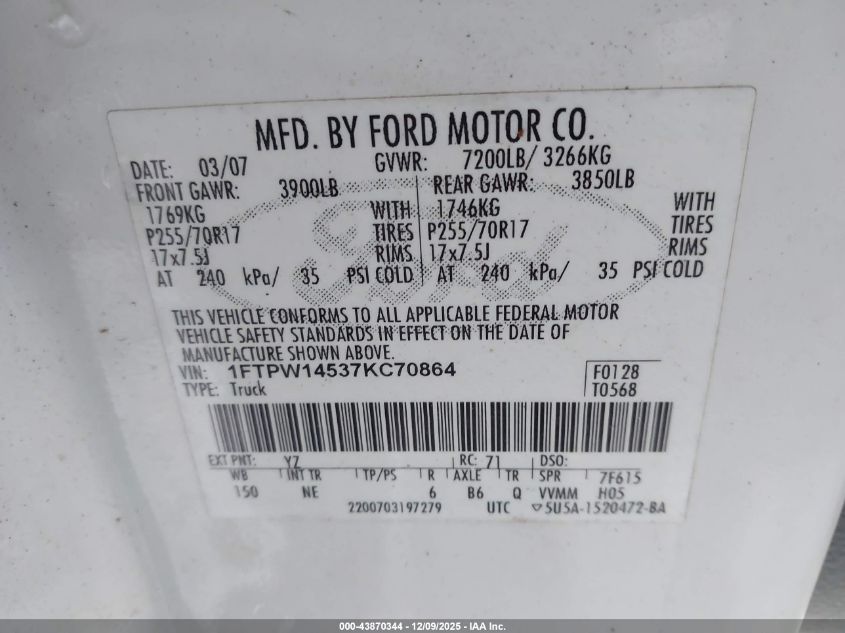 MFD. BY FORD MOTOR CO.
DATE: 03/07 GVWR: 7200LB/ 3266KG
FRONT GAWR: 3900LB REAR GAWR: 3850LB
1769KG WITH 1746KG WITH
P255/70R17 TIRES P255/70R17 TIRES
17x7.5J RIMS 17x7.5J RIMS
AT 240 kPa/ 35 PSI COLD AT 240 kPa/ 35 PSI COLD
Ford
THIS VEHICLE CONFORMS TO ALL APPLICABLE FEDERAL MOTOR
VEHICLE SAFETY STANDARDS IN EFFECT ON THE DATE OF
MANUFACTURE SHOWN ABOVE.
VIN: 1FTPW14537KC70864 F0128
TYPE: Truck T0568
EXT PNT: YZ RC: 71 DSO:
WB INT TR TP/PS R AXLE TR SPR 7F615
150 NE 6 B6 Q VVMM H05
2200703197279 UTC ▽5U5A-1520472-BA
000-43870344 - 12/09/2025 - IAA Inc.